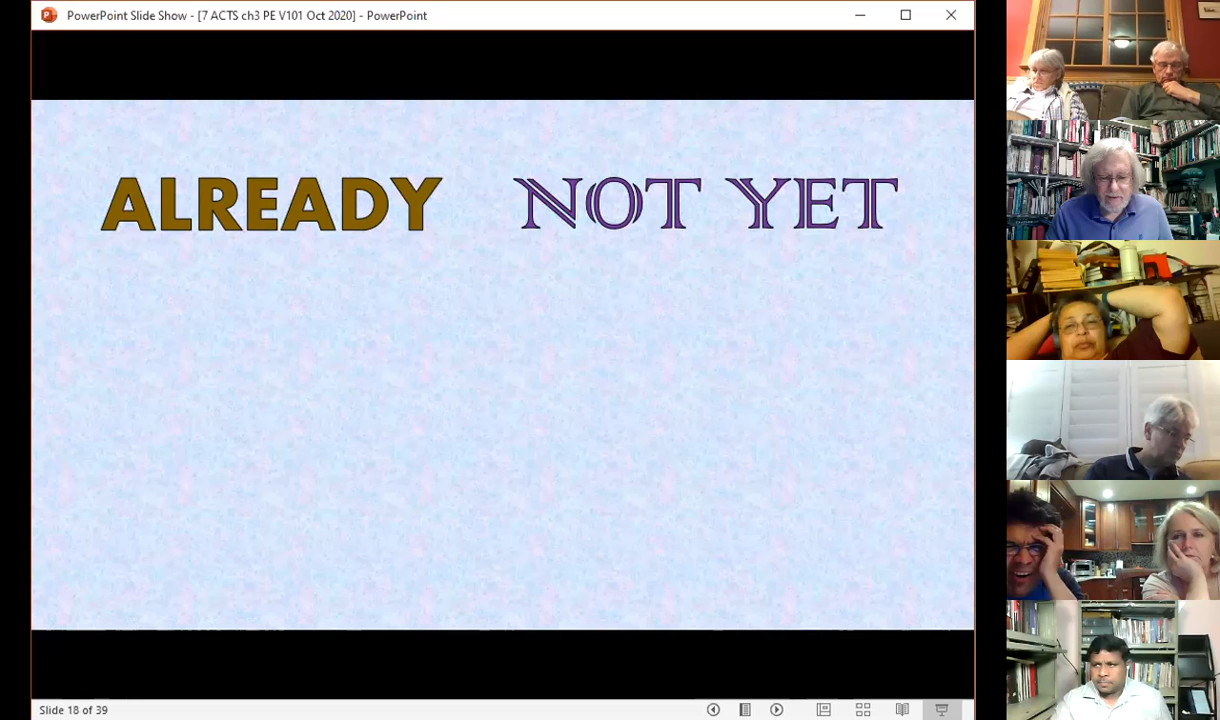 PowerPoint Slide Show - [7 ACTS ch3 PE V101 Oct 2020] - PowerPoint
ALREADY NOT YET
Slide 18 of 39